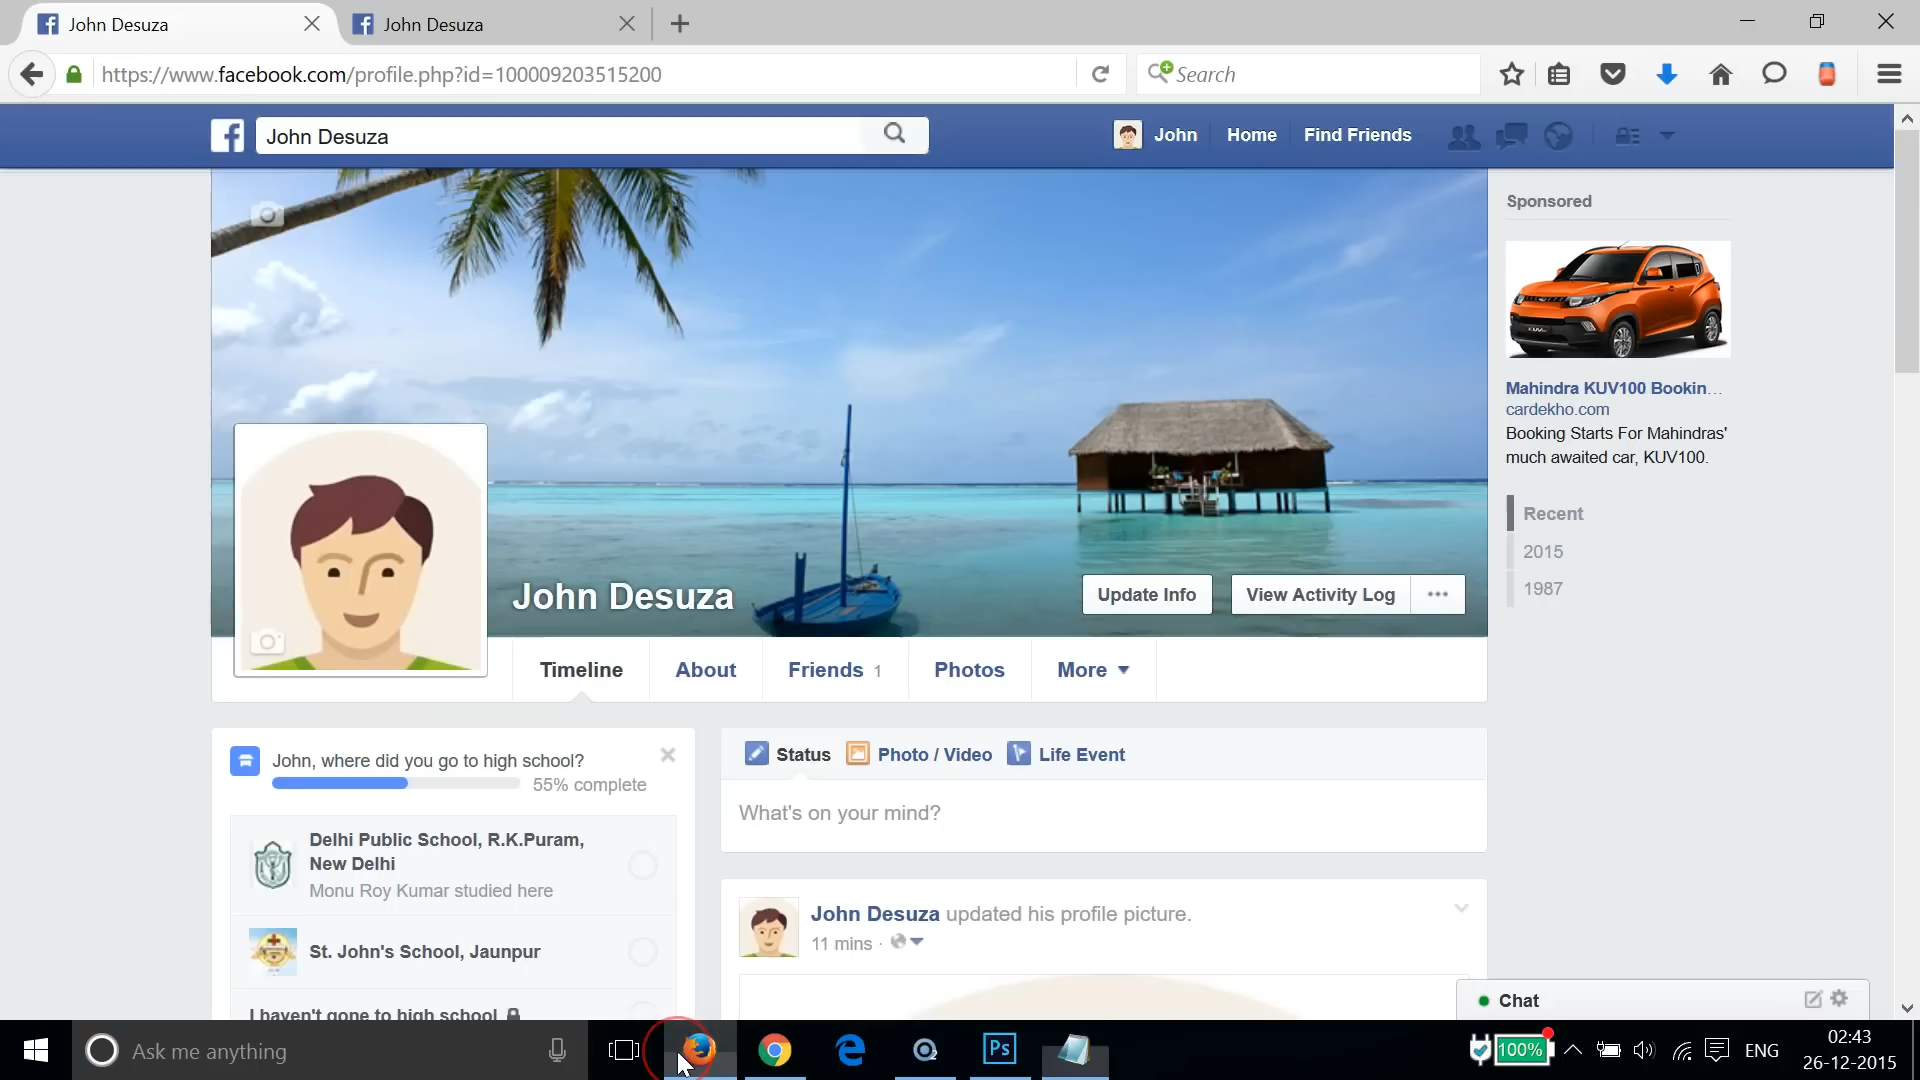 John Desuza
John Desuza
https://www.facebook.com/profile.php?id=100009203515200
Search
John Desuza
John
Home
Find Friends
Sponsored
Mahindra KUV100 Bookin...
cardekho.com
Booking Starts For Mahindras'
much awaited car, KUV100.
Recent
2015
1987
John Desuza
Update Info
View Activity Log
Timeline
About
Friends 1
Photos
More
John, where did you go to high school?
55% complete
Delhi Public School, R.K.Puram,
New Delhi
Monu Roy Kumar studied here
St. John's School, Jaunpur
I haven't gone to high school
Status
Photo / Video
Life Event
What's on your mind?
John Desuza updated his profile picture.
11 mins ·
Chat
Ask me anything
Ps
100%
ENG
02:43
26-12-2015